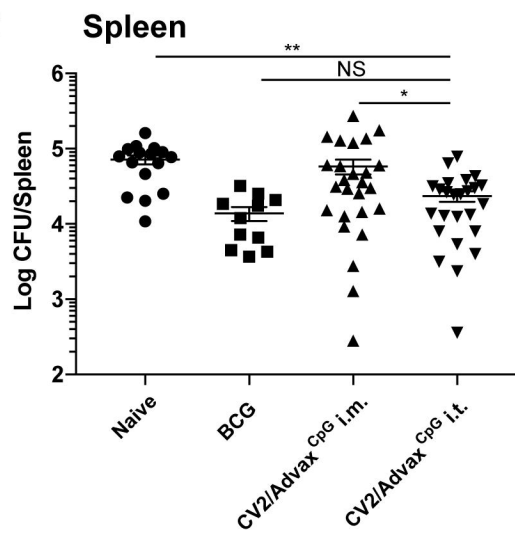 Spleen
**
NS
*
6
5
4
3
2
Log CFU/Spleen
Naive
BCG
CV2/Advax CpG i.m.
CV2/Advax CpG i.t.